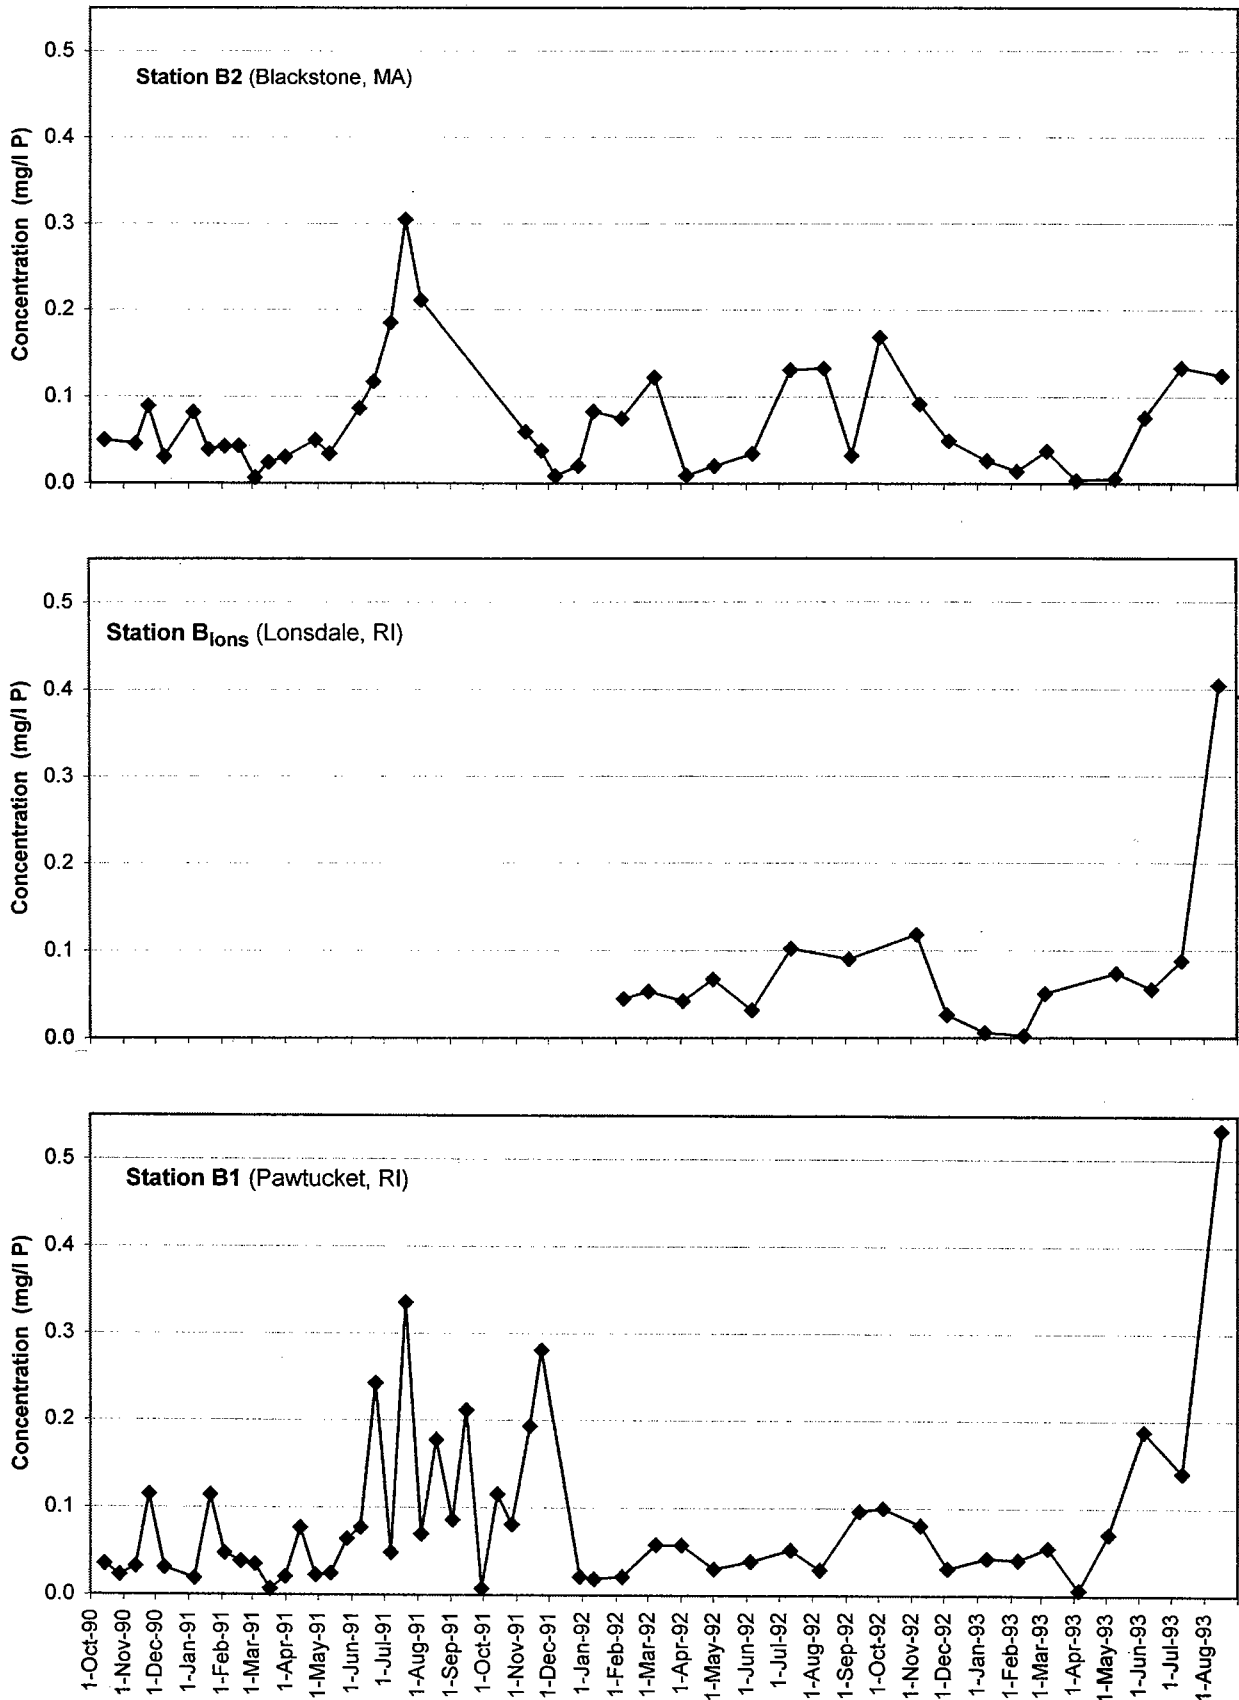 0.5
Station B2 (Blackstone, MA)
0.4
0.3
0.2
0.1
0.0
Concentration (mg/l P)
0.5
Station Blons (Lonsdale, RI)
0.4
0.3
0.2
0.1
0.0
Concentration (mg/l P)
0.5
Station B1 (Pawtucket, RI)
0.4
0.3
0.2
0.1
0.0
Concentration (mg/l P)
1-Oct-90
1-Nov-90
1-Dec-90
1-Jan-91
1-Feb-91
1-Mar-91
1-Apr-91
1-May-91
1-Jun-91
1-Jul-91
1-Aug-91
1-Sep-91
1-Oct-91
1-Nov-91
1-Dec-91
1-Jan-92
1-Feb-92
1-Mar-92
1-Apr-92
1-May-92
1-Jun-92
1-Jul-92
1-Aug-92
1-Sep-92
1-Oct-92
1-Nov-92
1-Dec-92
1-Jan-93
1-Feb-93
1-Mar-93
1-Apr-93
1-May-93
1-Jun-93
1-Jul-93
1-Aug-93